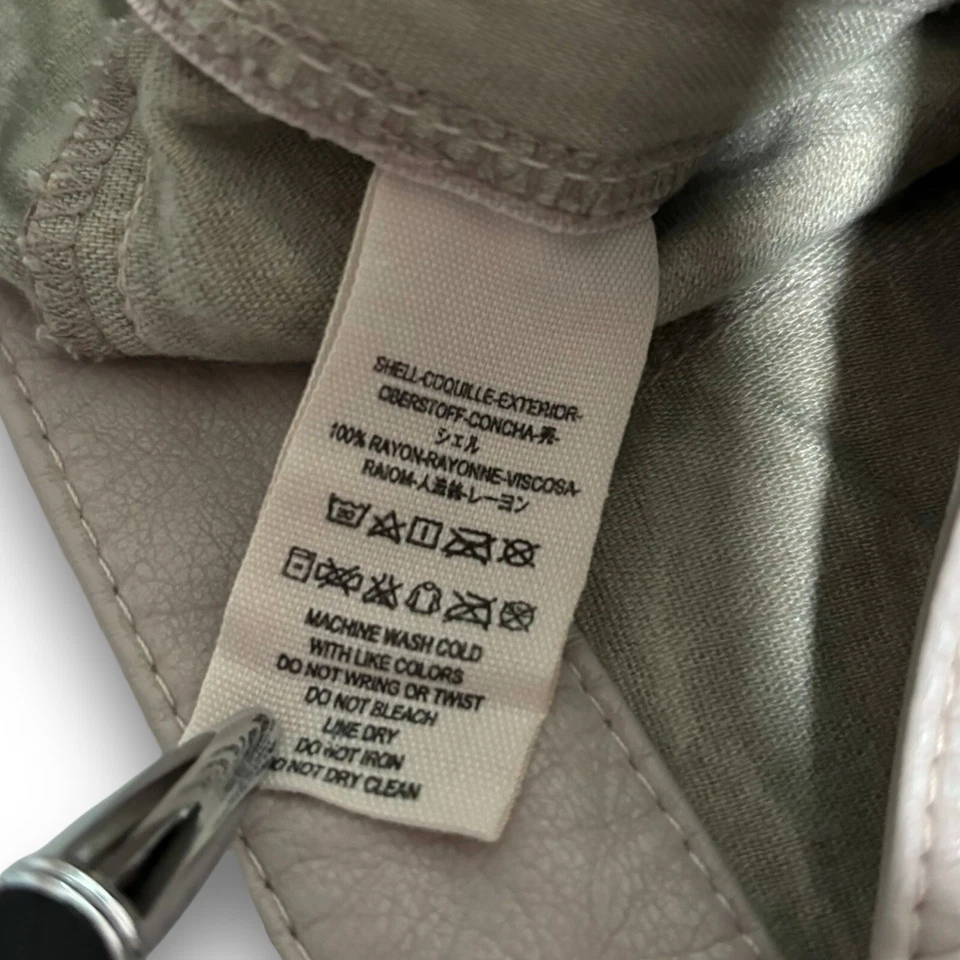 SHELL-COQUILLE-EXTERIOR-
OBERSTOFF-CONCHA-売-
シェル
100% RAYON-RAYONNE-VISCOSA-
RAIOM-人造絲-レーヨン
30
MACHINE WASH COLD
WITH LIKE COLORS
DO NOT WRING OR TWIST
DO NOT BLEACH
LINE DRY
DO NOT IRON
DO NOT DRY CLEAN